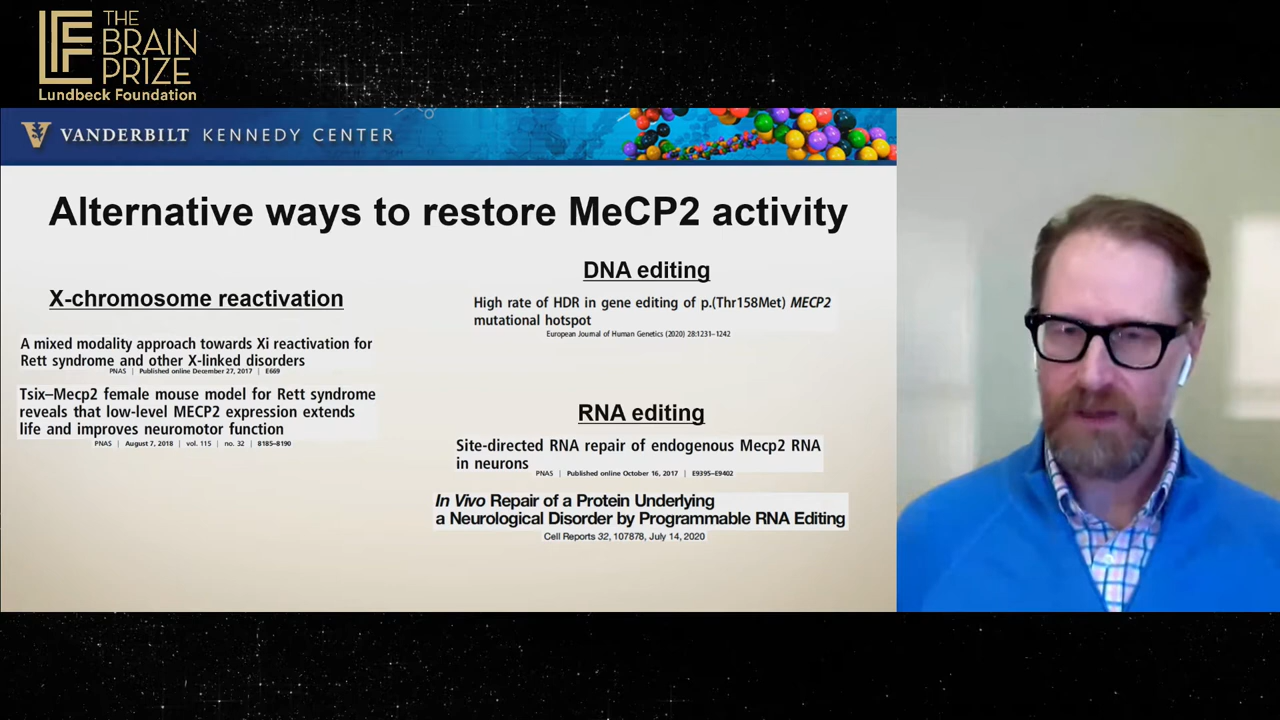 THE
BRAIN
PRIZE
Lundbeck Foundation
VANDERBILT KENNEDY CENTER
Alternative ways to restore MeCP2 activity
X-chromosome reactivation
A mixed modality approach towards Xi reactivation for
Rett syndrome and other X-linked disorders
PNAS | Published online December 27, 2017 | E669
Tsix–Mecp2 female mouse model for Rett syndrome
reveals that low-level MECP2 expression extends
life and improves neuromotor function
PNAS | August 7, 2018 | vol. 115 | no. 32 | 8185–8190
DNA editing
High rate of HDR in gene editing of p.(Thr158Met) MECP2
mutational hotspot
European Journal of Human Genetics (2020) 28:1231–1242
RNA editing
Site-directed RNA repair of endogenous Mecp2 RNA
in neurons
PNAS | Published online October 16, 2017 | E9395–E9402
In Vivo Repair of a Protein Underlying
a Neurological Disorder by Programmable RNA Editing
Cell Reports 32, 107878, July 14, 2020